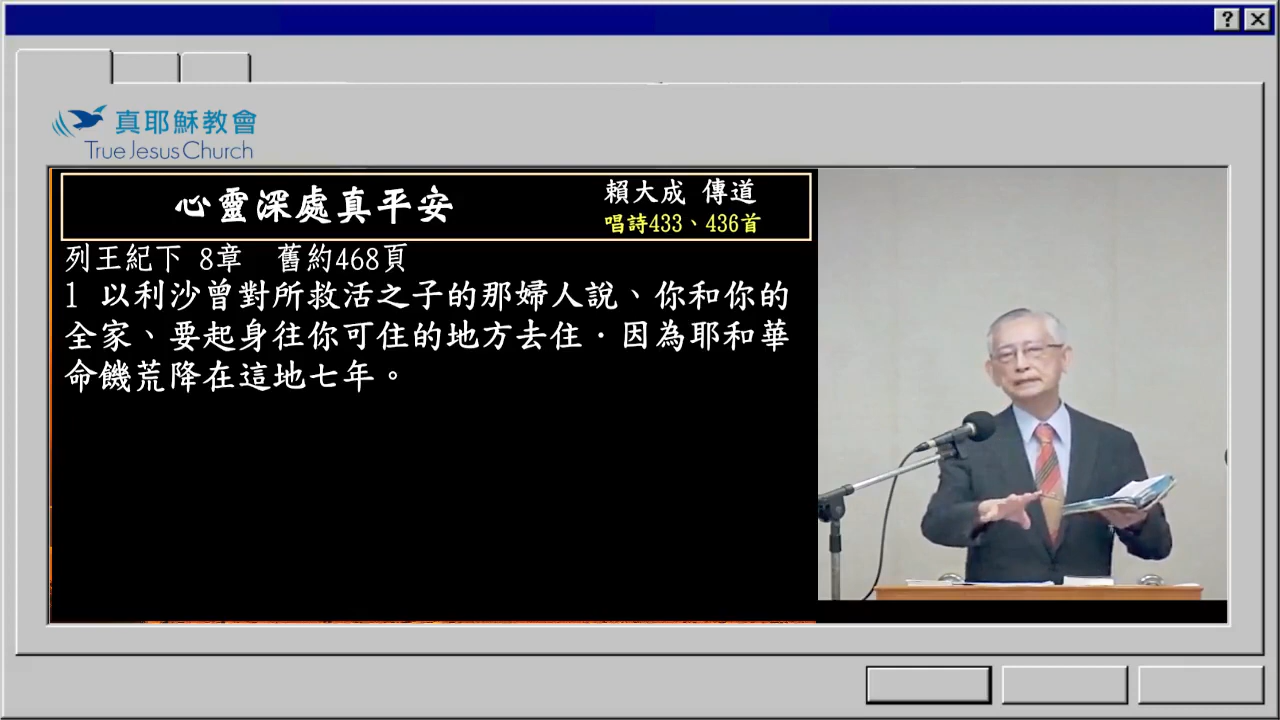 真耶穌教會
True Jesus Church
心靈深處真平安
賴大成 傳道
唱詩433、436首
列王紀下 8章 舊約468頁
1 以利沙曾對所救活之子的那婦人說、你和你的
全家、要起身往你可住的地方去住．因為耶和華
命饑荒降在這地七年。